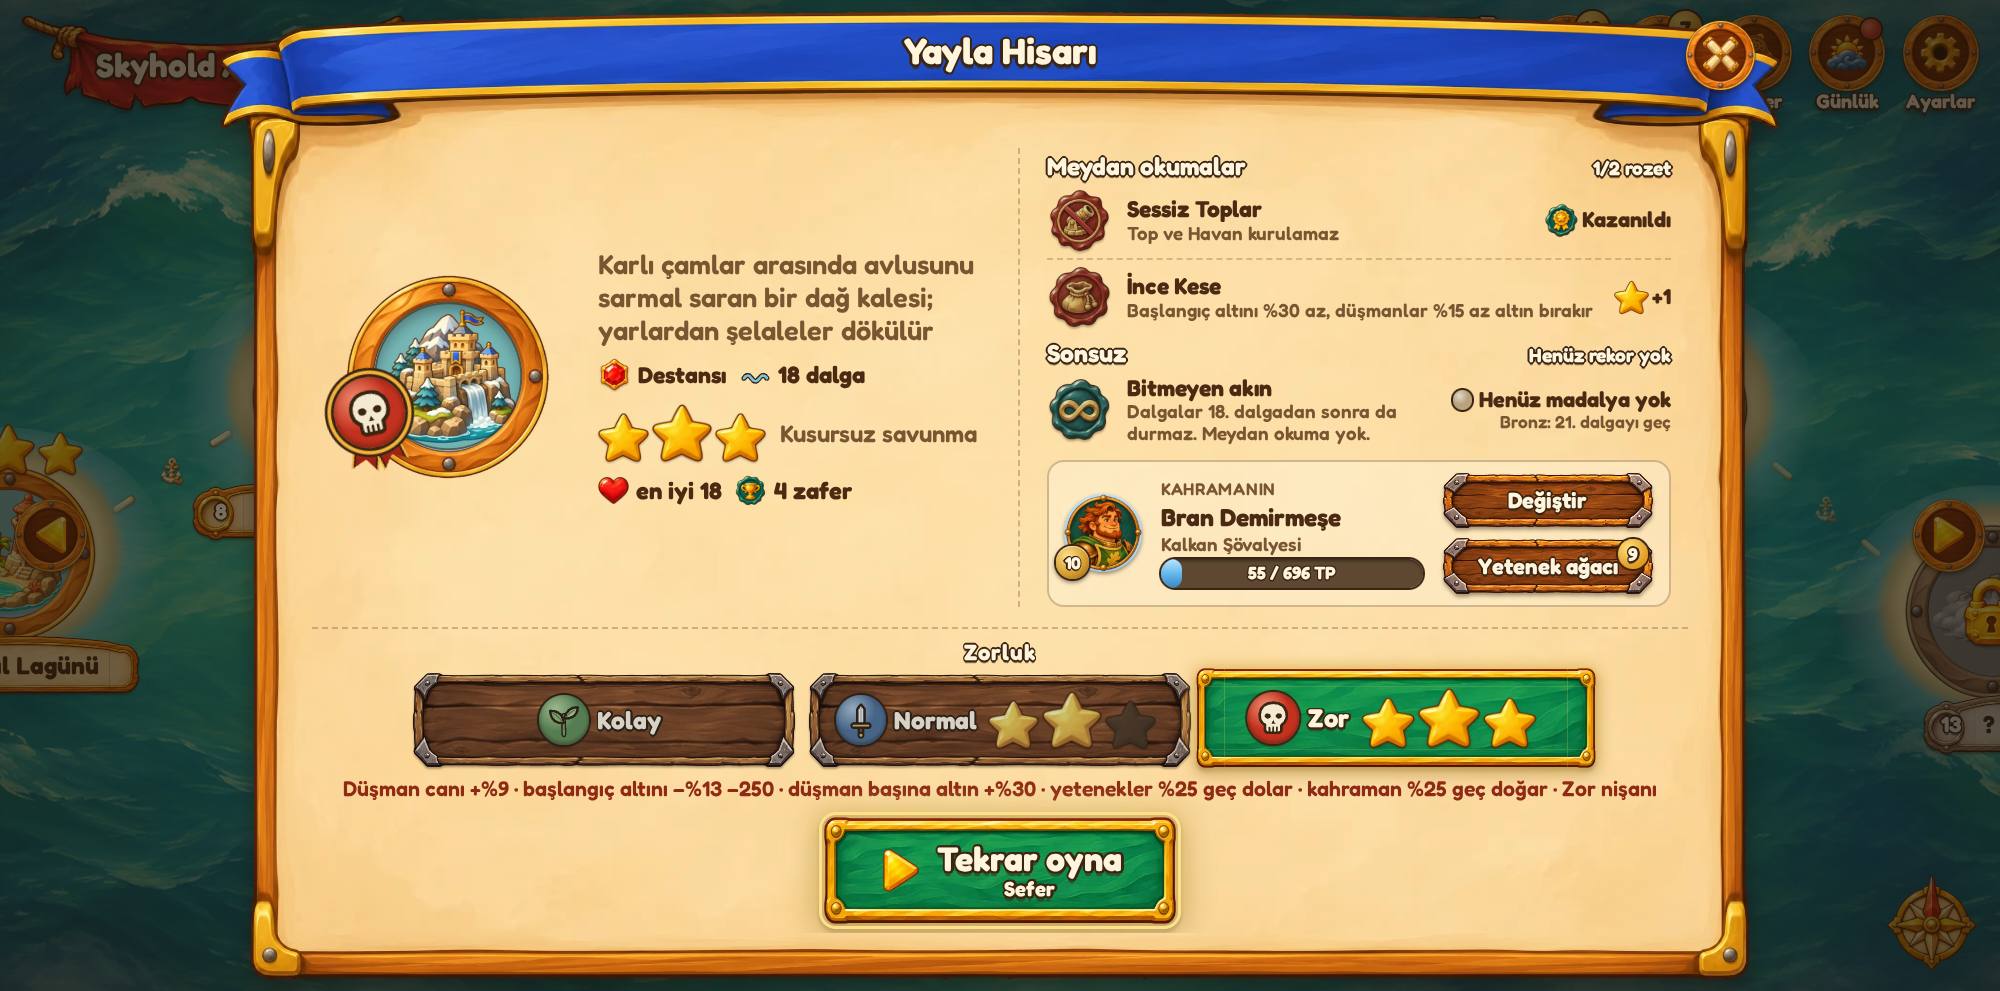 Yayla Hisarı
Skyhold
Günlük
Ayarlar
Karlı çamlar arasında avlusunu
sarmal saran bir dağ kalesi;
yarlardan şelaleler dökülür
Destansı 18 dalga
Kusursuz savunma
en iyi 18 4 zafer
Meydan okumalar 1/2 rozet
Sessiz Toplar
Top ve Havan kurulamaz
Kazanıldı
İnce Kese
Başlangıç altını %30 az, düşmanlar %15 az altın bırakır
+1
Sonsuz Henüz rekor yok
Bitmeyen akın
Dalgalar 18. dalgadan sonra da
durmaz. Meydan okuma yok.
Henüz madalya yok
Bronz: 21. dalgayı geç
KAHRAMANIN
Bran Demirmeşe
Kalkan Şövalyesi
10
55 / 696 TP
Değiştir
Yetenek ağacı
9
8
Lagünü
13 ?
Zorluk
Kolay
Normal
Zor
Düşman canı +%9 · başlangıç altını −%13 −250 · düşman başına altın +%30 · yetenekler %25 geç dolar · kahraman %25 geç doğar · Zor nişanı
Tekrar oyna
Sefer